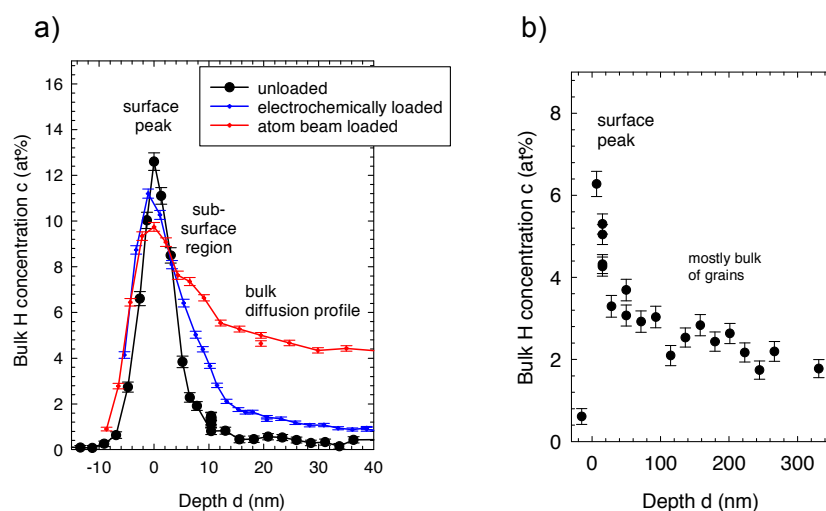 a)
Bulk H concentration c (at%)
16
14
12
10
8
6
4
2
0
-10
0
10
20
30
40
Depth d (nm)
unloaded
electrochemically loaded
atom beam loaded
surface
peak
sub-
surface
region
bulk
diffusion profile
b)
Bulk H concentration c (at%)
8
6
4
2
0
0
100
200
300
Depth d (nm)
surface
peak
mostly bulk
of grains